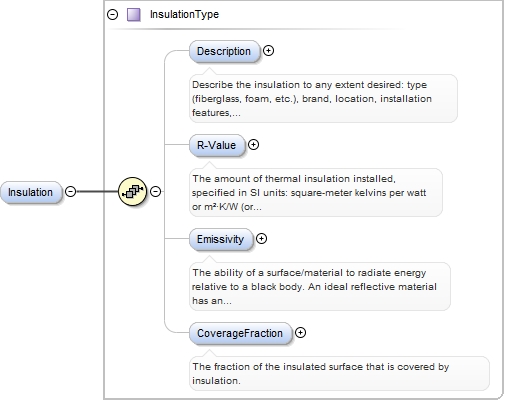 InsulationType
Description
Describe the insulation to any extent desired: type
(fiberglass, foam, etc.), brand, location, installation
features,...
R-Value
The amount of thermal insulation installed,
specified in SI units: square-meter kelvins per watt
or m²·K/W (or...
Insulation
Emissivity
The ability of a surface/material to radiate energy
relative to a black body. An ideal reflective material
has an...
CoverageFraction
The fraction of the insulated surface that is covered by
insulation.